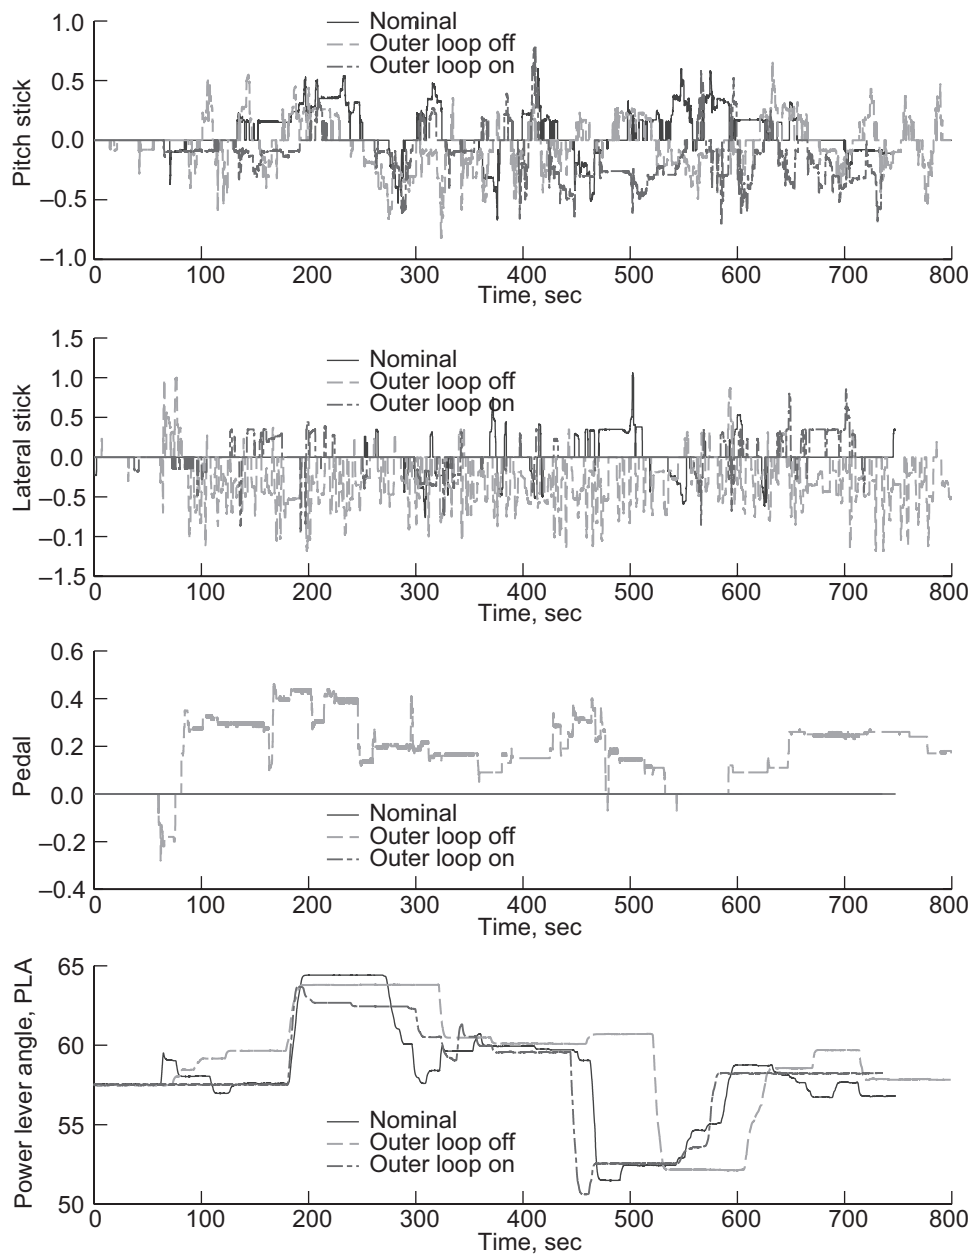 1.0
0.5
0.0
–0.5
–1.0
Pitch stick
Nominal
Outer loop off
Outer loop on
0 100 200 300 400 500 600 700 800
Time, sec
1.5
1.0
0.5
0.0
–0.5
–0.1
–1.5
Lateral stick
Nominal
Outer loop off
Outer loop on
0 100 200 300 400 500 600 700 800
Time, sec
0.6
0.4
0.2
0.0
–0.2
–0.4
Pedal
Nominal
Outer loop off
Outer loop on
0 100 200 300 400 500 600 700 800
Time, sec
65
60
55
50
Power lever angle, PLA
Nominal
Outer loop off
Outer loop on
0 100 200 300 400 500 600 700 800
Time, sec